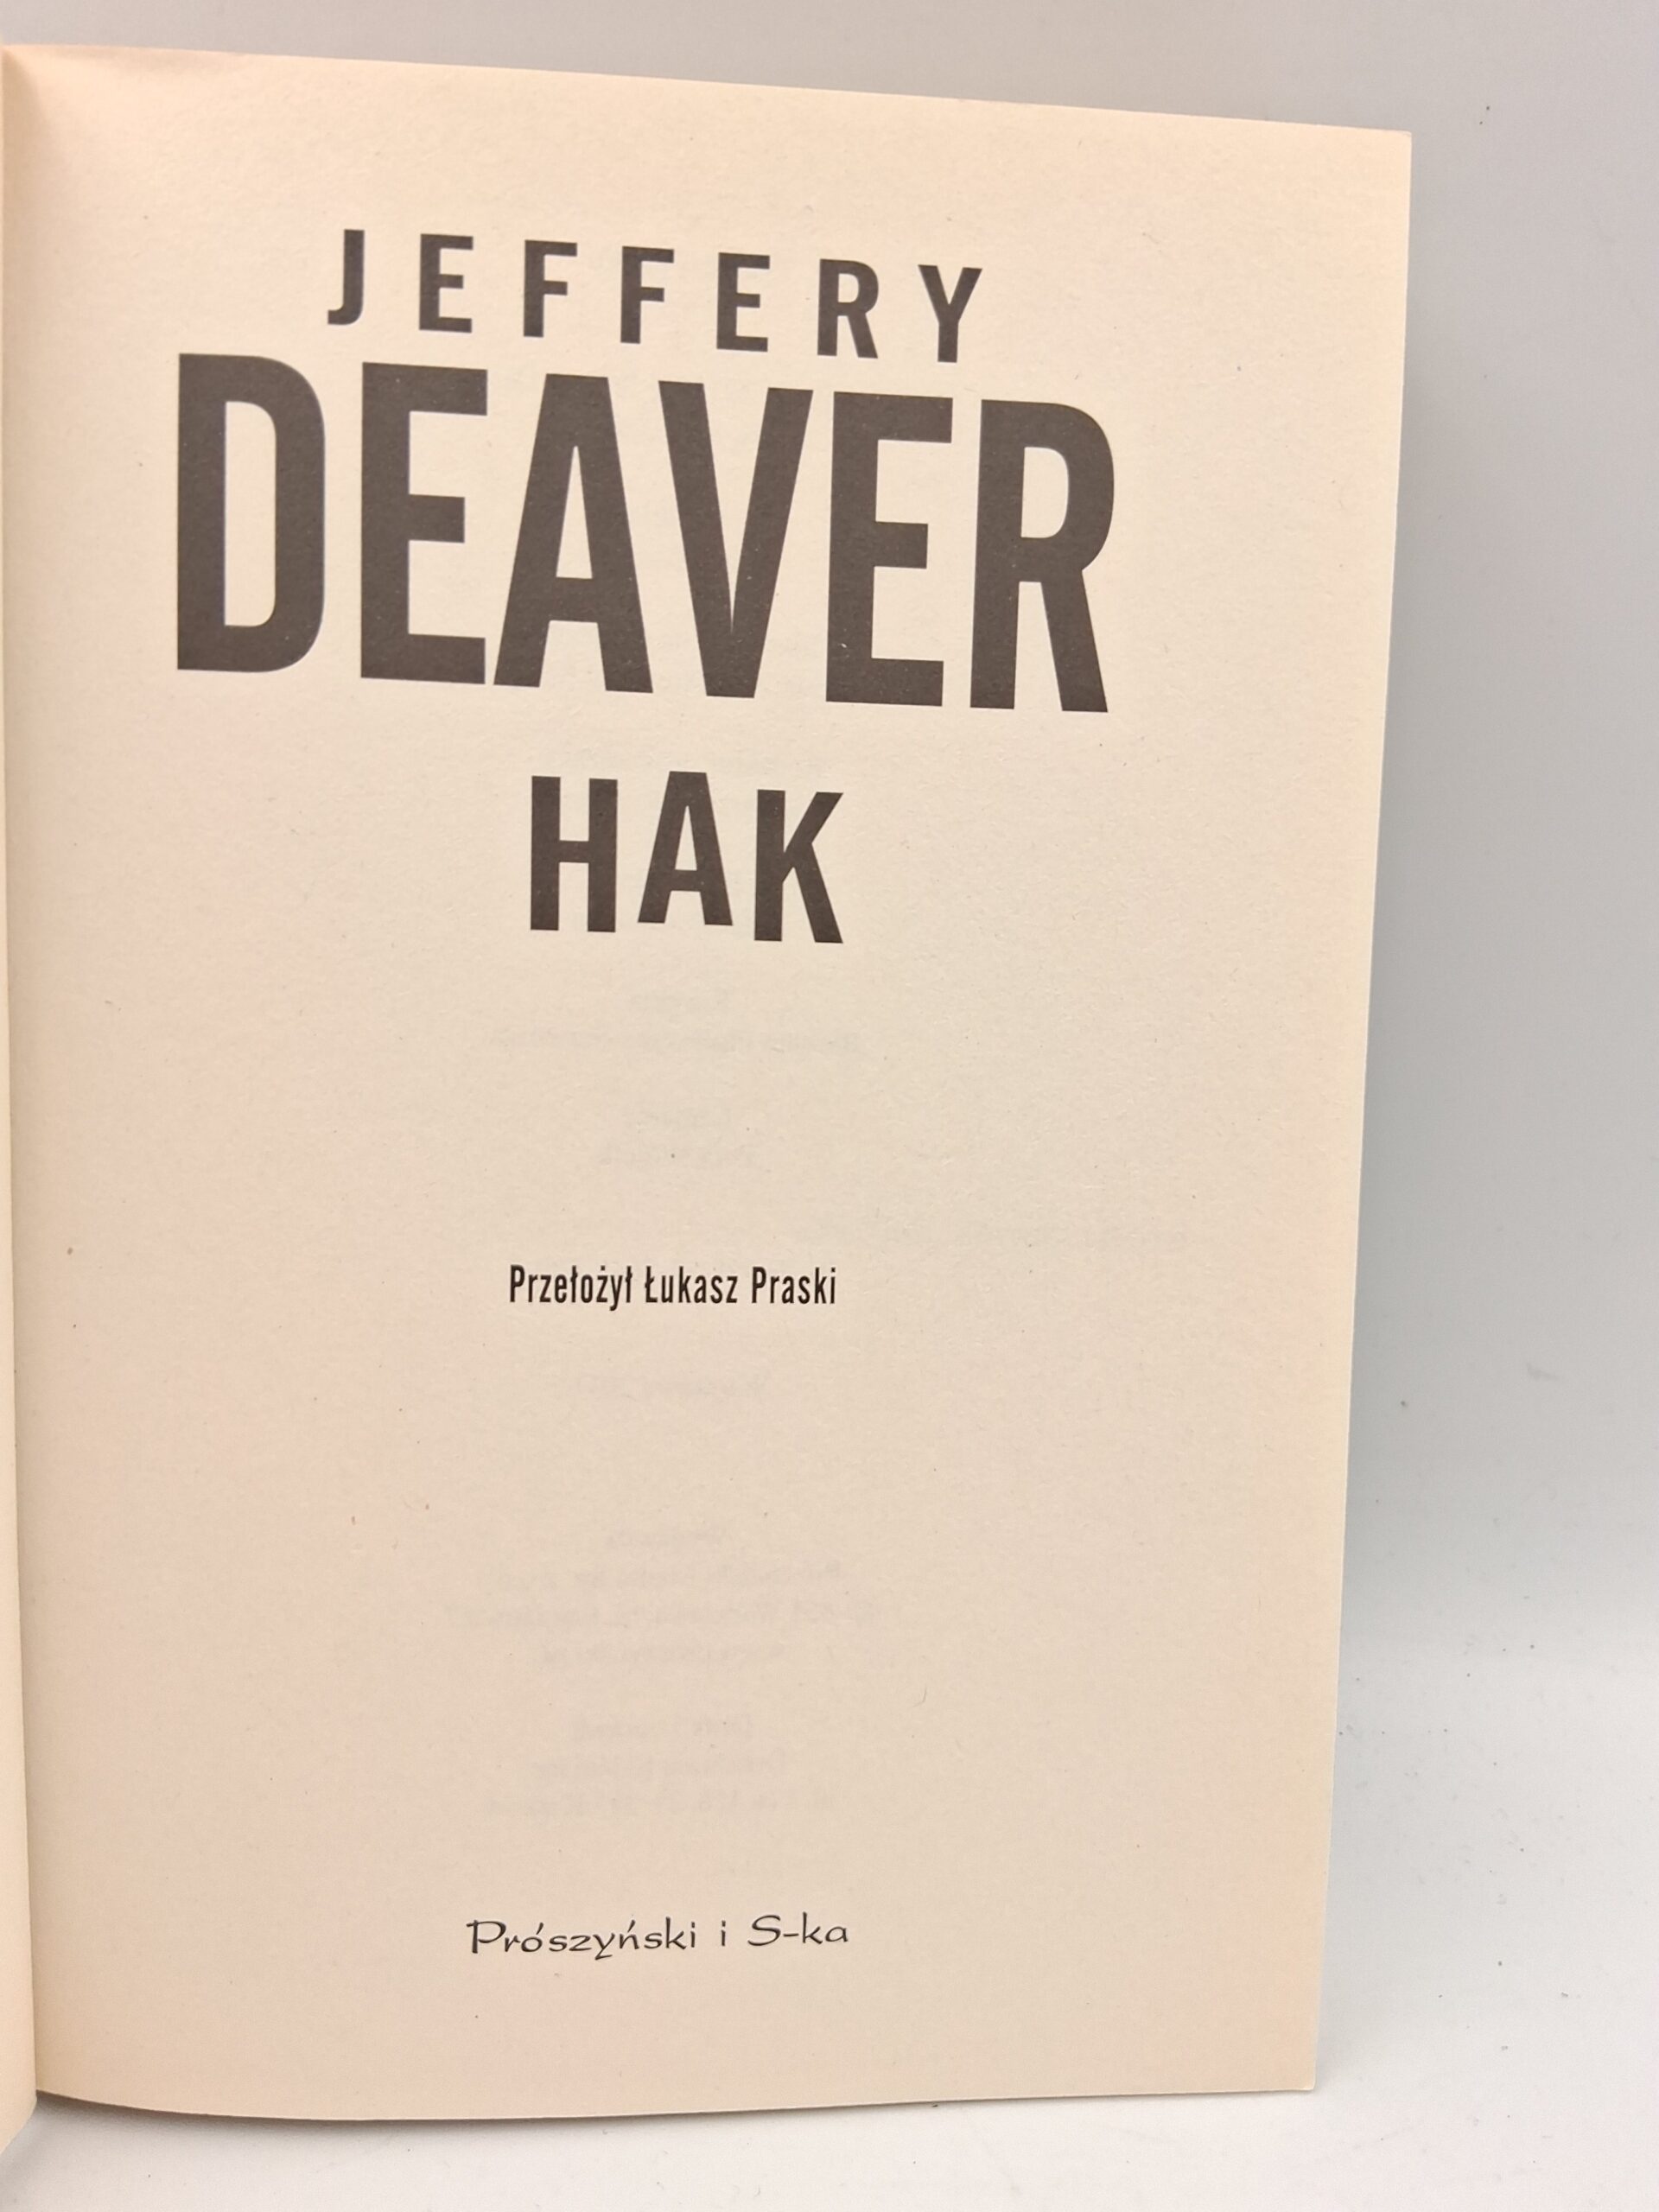 JEFFERY
DEAVER
HAK
Przełożył Łukasz Praski
Prószyński i S-ka